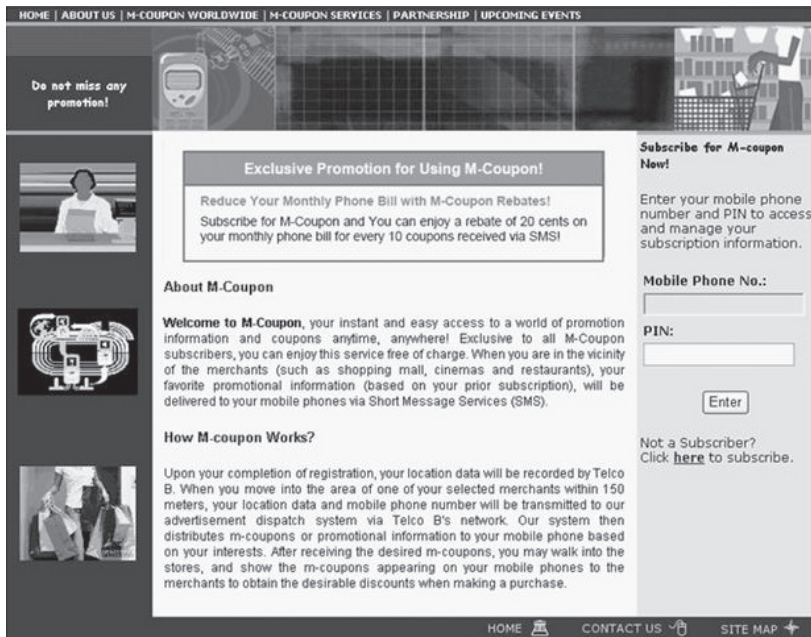 HOME | ABOUT US | M-COUPON WORLDWIDE | M-COUPON SERVICES | PARTNERSHIP | UPCOMING EVENTS
Do not miss any
promotion!
Exclusive Promotion for Using M-Coupon!
Reduce Your Monthly Phone Bill with M-Coupon Rebates!
Subscribe for M-Coupon and You can enjoy a rebate of 20 cents on
your monthly phone bill for every 10 coupons received via SMS!
About M-Coupon
Welcome to M-Coupon, your instant and easy access to a world of promotion
information and coupons anytime, anywhere! Exclusive to all M-Coupon
subscribers, you can enjoy this service free of charge. When you are in the vicinity
of the merchants (such as shopping mall, cinemas and restaurants), your
favorite promotional information (based on your prior subscription), will be
delivered to your mobile phones via Short Message Services (SMS).
How M-coupon Works?
Upon your completion of registration, your location data will be recorded by Telco
B. When you move into the area of one of your selected merchants within 150
meters, your location data and mobile phone number will be transmitted to our
advertisement dispatch system via Telco B's network. Our system then
distributes m-coupons or promotional information to your mobile phone based
on your interests. After receiving the desired m-coupons, you may walk into the
stores, and show the m-coupons appearing on your mobile phones to the
merchants to obtain the desirable discounts when making a purchase.
Subscribe for M-coupon
Now!
Enter your mobile phone
number and PIN to access
and manage your
subscription information.
Mobile Phone No.:
PIN:
Enter
Not a Subscriber?
Click here to subscribe.
HOME CONTACT US SITE MAP